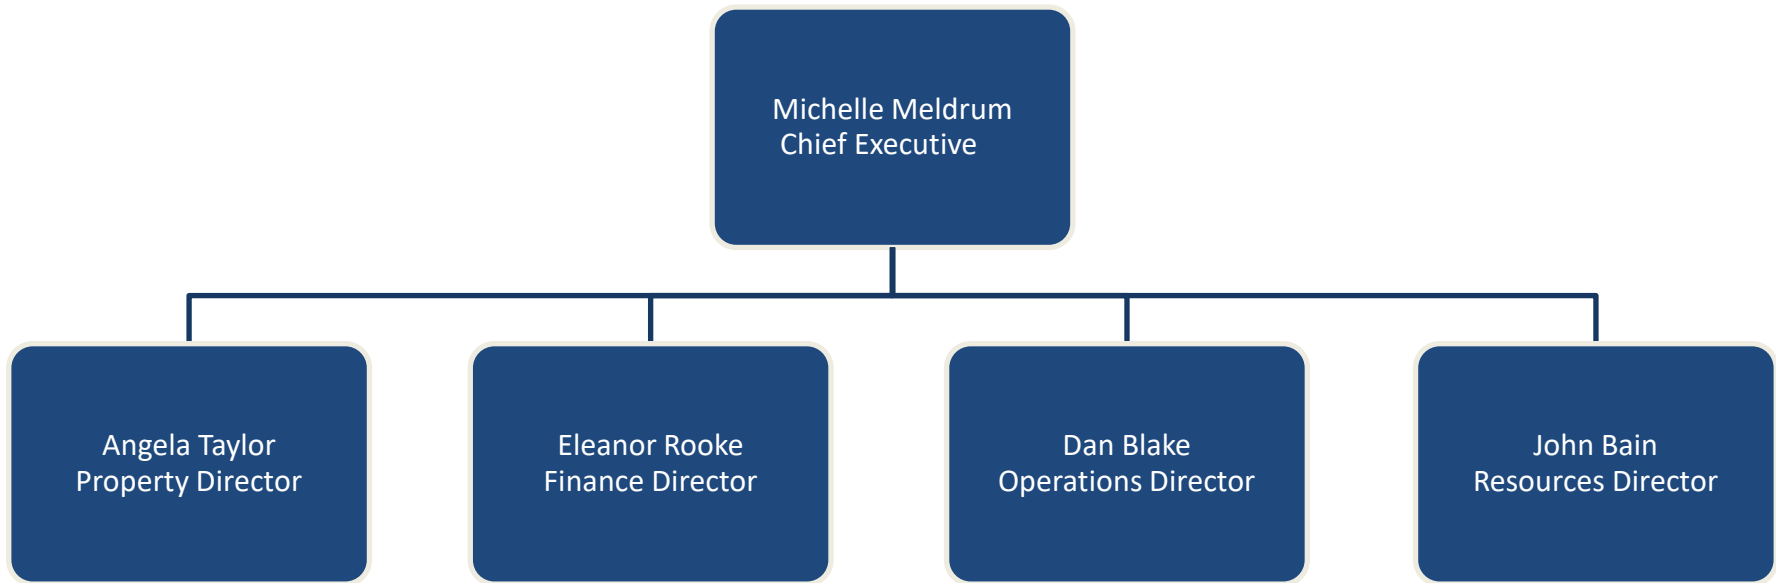 Michelle Meldrum
Chief Executive
Angela Taylor
Property Director
Eleanor Rooke
Finance Director
Dan Blake
Operations Director
John Bain
Resources Director